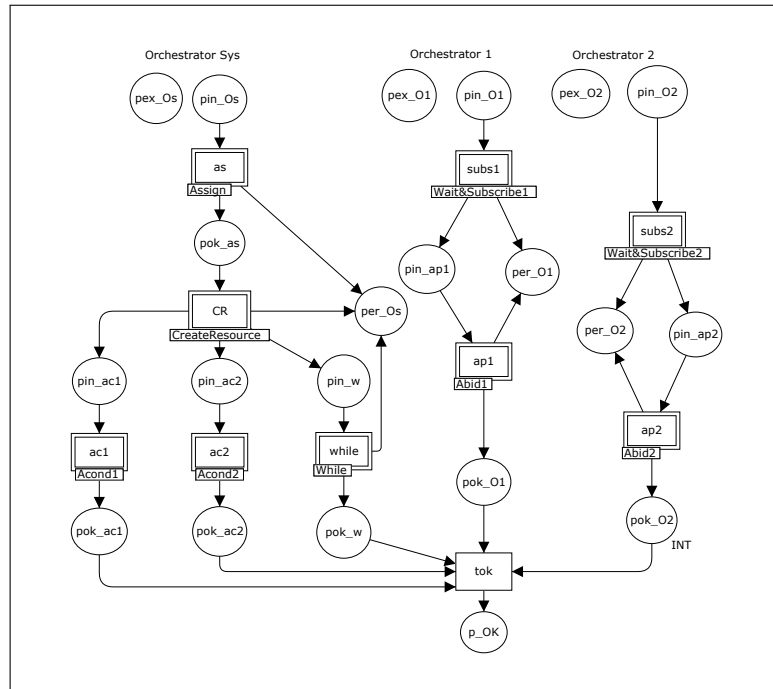 Orchestrator Sys
Orchestrator 1
Orchestrator 2
pex_Os
pin_Os
pex_O1
pin_O1
pex_O2
pin_O2
as
Assign
subs1
Wait&Subscribe1
subs2
Wait&Subscribe2
pok_as
pin_ap1
per_O1
CR
CreateResource
per_Os
per_O2
pin_ap2
pin_ac1
pin_ac2
pin_w
ap1
Abid1
ac1
Acond1
ac2
Acond2
while
While
ap2
Abid2
pok_ac1
pok_ac2
pok_w
pok_O1
pok_O2
INT
tok
p_OK